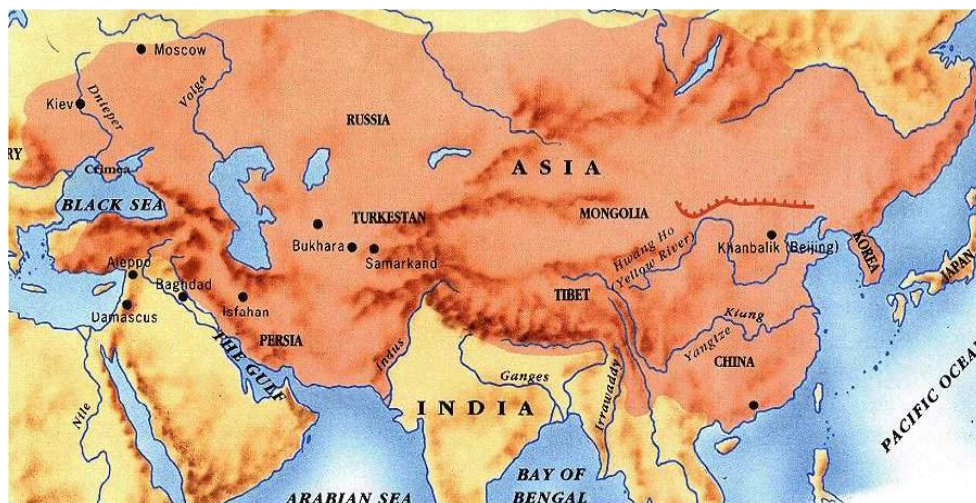 Moscow
Kiev
Dnieper
Volga
RUSSIA
RY
Crimea
ASIA
BLACK SEA
TURKESTAN
MONGOLIA
Bukhara
Samarkand
Hwang Ho
(Yellow River)
Khanbalik (Beijing)
KOREA
JAPAN
Aleppo
Baghdad
Isfahan
Damascus
TIBET
PERSIA
THE GULF
Indus
Kiang
Yangtze
CHINA
Ganges
Irrawaddy
Nile
INDIA
PACIFIC OCEA
ARABIAN SEA
BAY OF
BENGAL